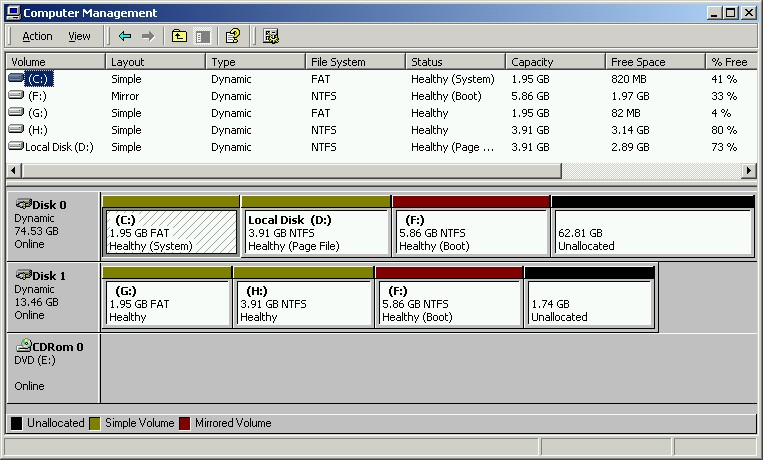 Computer Management
Action View
Volume Layout Type File System Status Capacity Free Space % Free
(C:) Simple Dynamic FAT Healthy (System) 1.95 GB 820 MB 41 %
(F:) Mirror Dynamic NTFS Healthy (Boot) 5.86 GB 1.97 GB 33 %
(G:) Simple Dynamic FAT Healthy 1.95 GB 82 MB 4 %
(H:) Simple Dynamic NTFS Healthy 3.91 GB 3.14 GB 80 %
Local Disk (D:) Simple Dynamic NTFS Healthy (Page ... 3.91 GB 2.89 GB 73 %
Disk 0
Dynamic
74.53 GB
Online
(C:)
1.95 GB FAT
Healthy (System)
Local Disk (D:)
3.91 GB NTFS
Healthy (Page File)
(F:)
5.86 GB NTFS
Healthy (Boot)
62.81 GB
Unallocated
Disk 1
Dynamic
13.46 GB
Online
(G:)
1.95 GB FAT
Healthy
(H:)
3.91 GB NTFS
Healthy
(F:)
5.86 GB NTFS
Healthy (Boot)
1.74 GB
Unallocated
CDRom 0
DVD (E:)
Online
Unallocated Simple Volume Mirrored Volume